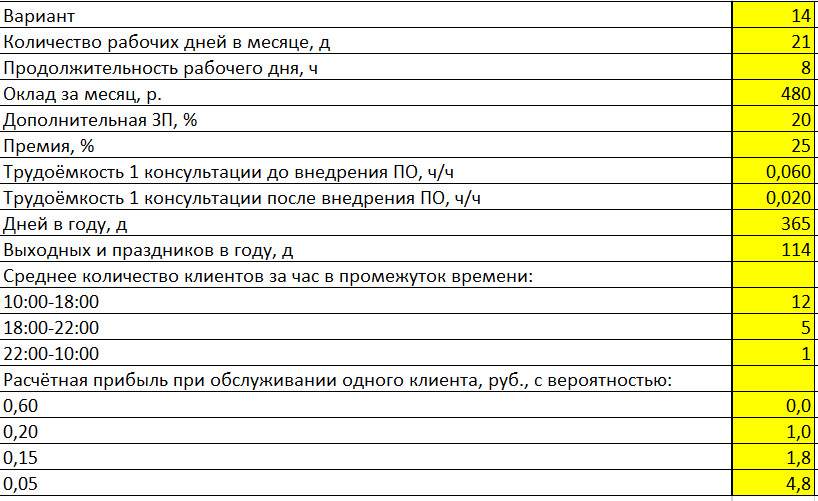 Вариант 14
Количество рабочих дней в месяце, д 21
Продолжительность рабочего дня, ч 8
Оклад за месяц, р. 480
Дополнительная ЗП, % 20
Премия, % 25
Трудоёмкость 1 консультации до внедрения ПО, ч/ч 0,060
Трудоёмкость 1 консультации после внедрения ПО, ч/ч 0,020
Дней в году, д 365
Выходных и праздников в году, д 114
Среднее количество клиентов за час в промежуток времени:
10:00-18:00 12
18:00-22:00 5
22:00-10:00 1
Расчётная прибыль при обслуживании одного клиента, руб., с вероятностью:
0,60 0,0
0,20 1,0
0,15 1,8
0,05 4,8